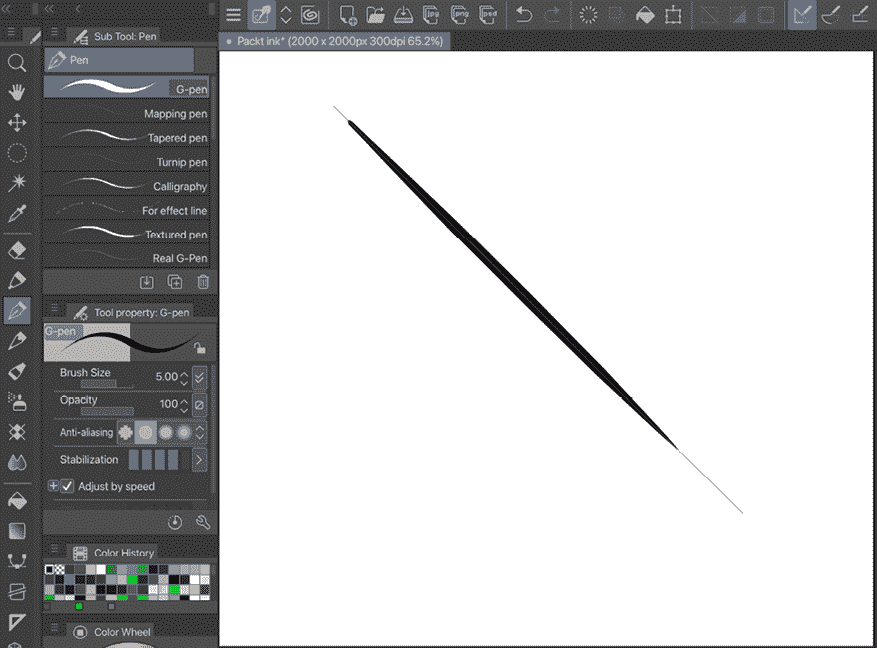 Sub Tool: Pen
Pen
G-pen
Mapping pen
Tapered pen
Turnip pen
Calligraphy
For effect line
Textured pen
Real G-Pen
Tool property: G-pen
G-pen
Brush Size 5.00
Opacity 100
Anti-aliasing
Stabilization
Adjust by speed
Color History
Color Wheel
jpg png psd
Packt ink* (2000 x 2000px 300dpi 65.2%)